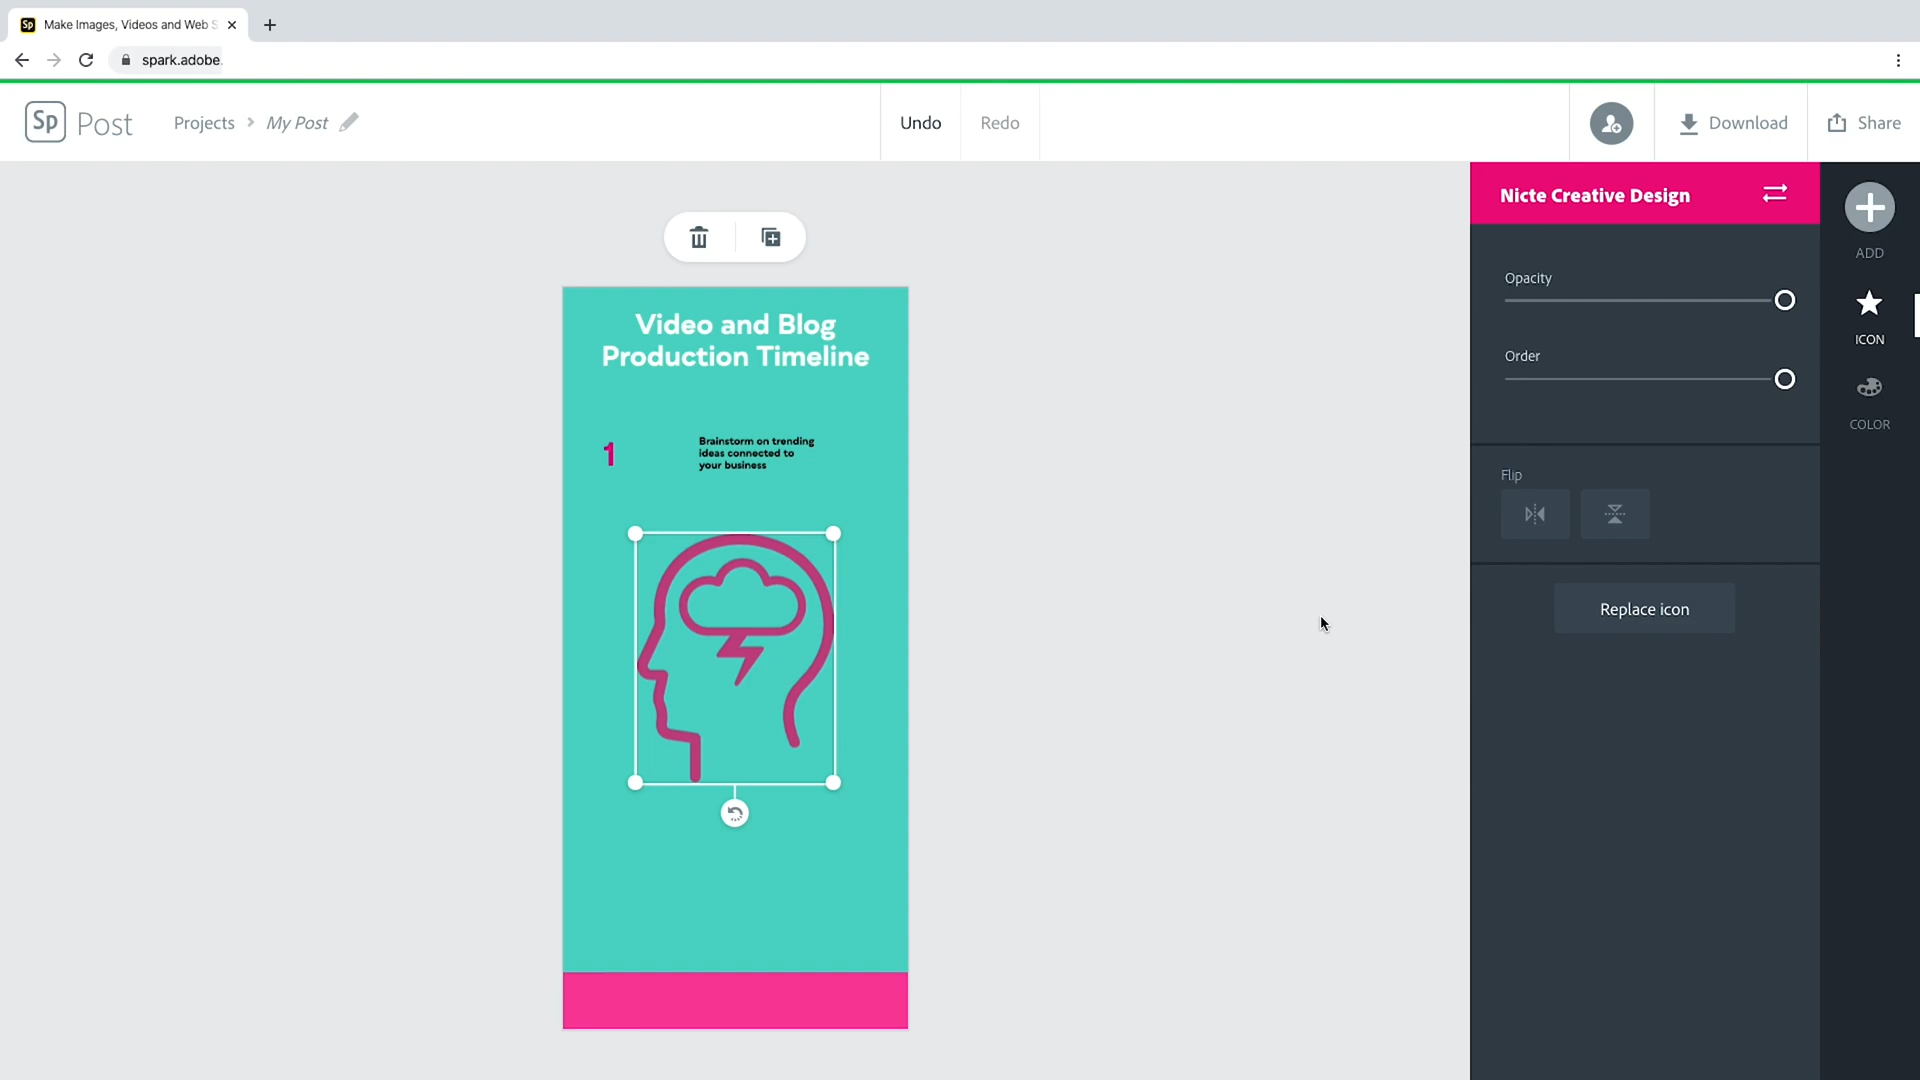 Sp Make Images, Videos and Web S
spark.adobe.
Sp Post
Projects > My Post
Undo
Redo
Download
Share
Nicte Creative Design
Opacity
Order
Flip
Replace icon
ADD
ICON
COLOR
Video and Blog
Production Timeline
1
Brainstorm on trending
ideas connected to
your business